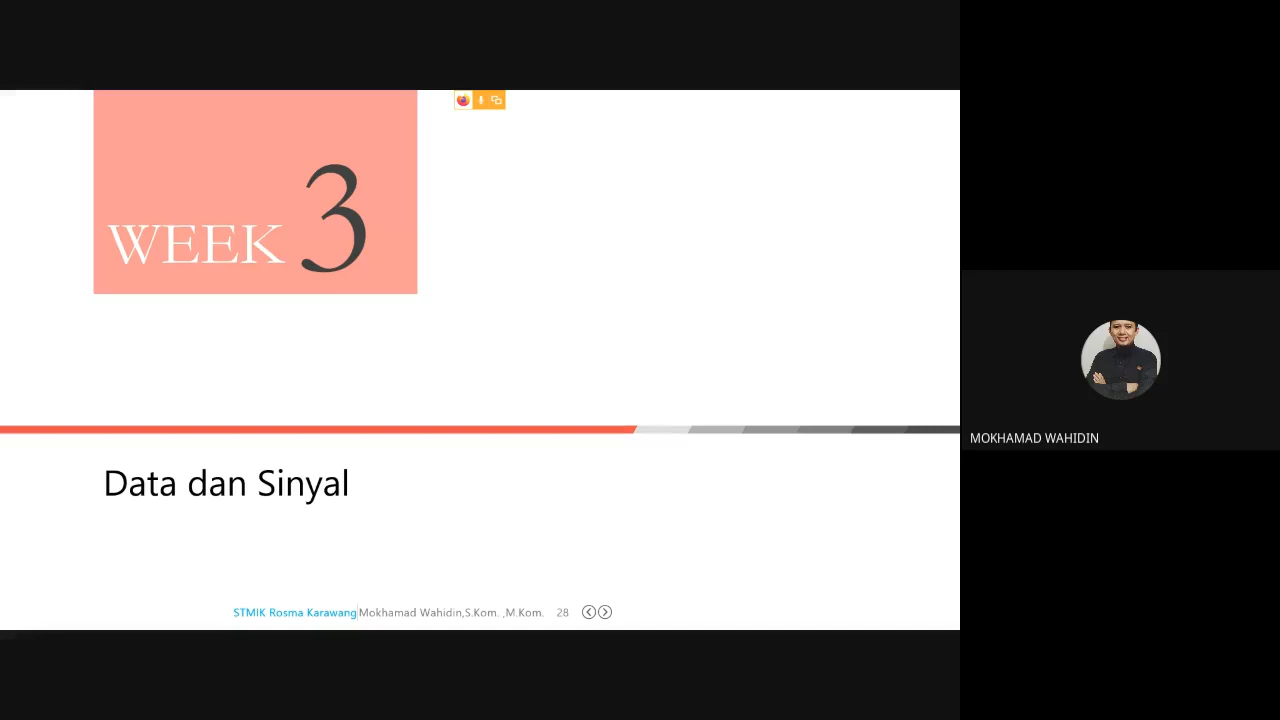 WEEK 3
Data dan Sinyal
STMIK Rosma Karawang|Mokhamad Wahidin,S.Kom. ,M.Kom. 28
MOKHAMAD WAHIDIN